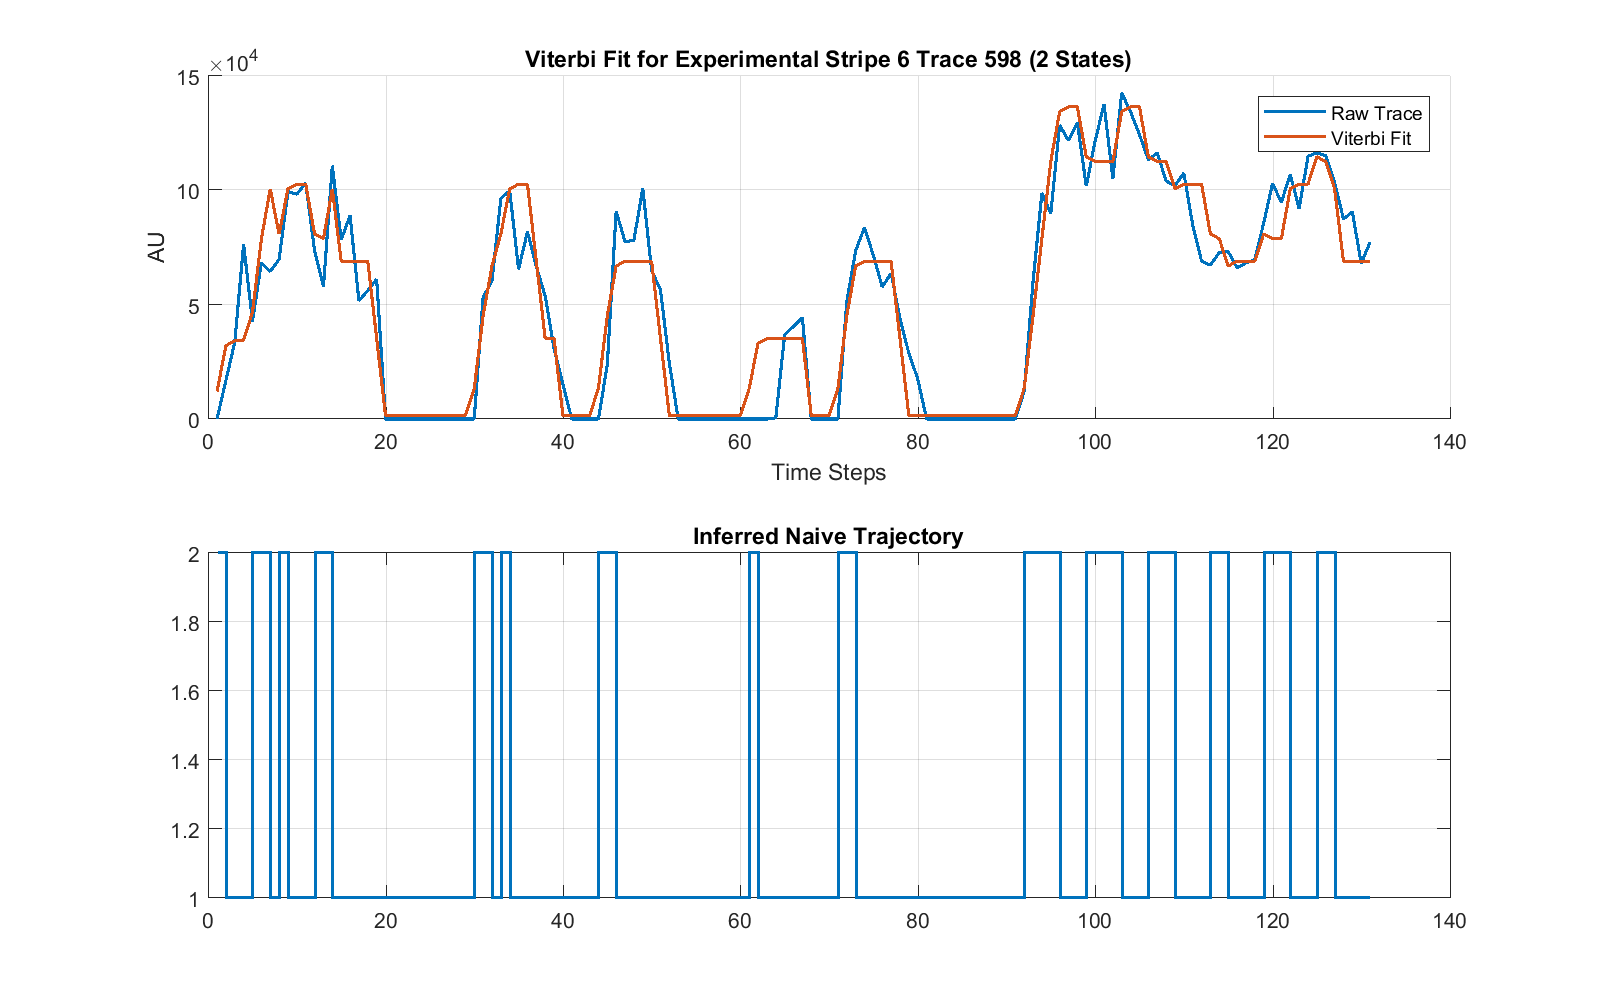 Viterbi Fit for Experimental Stripe 6 Trace 598 (2 States)
×10⁴
15
10
5
0
AU
0 20 40 60 80 100 120 140
Time Steps
Raw Trace
Viterbi Fit
Inferred Naive Trajectory
2
1.8
1.6
1.4
1.2
1
0 20 40 60 80 100 120 140